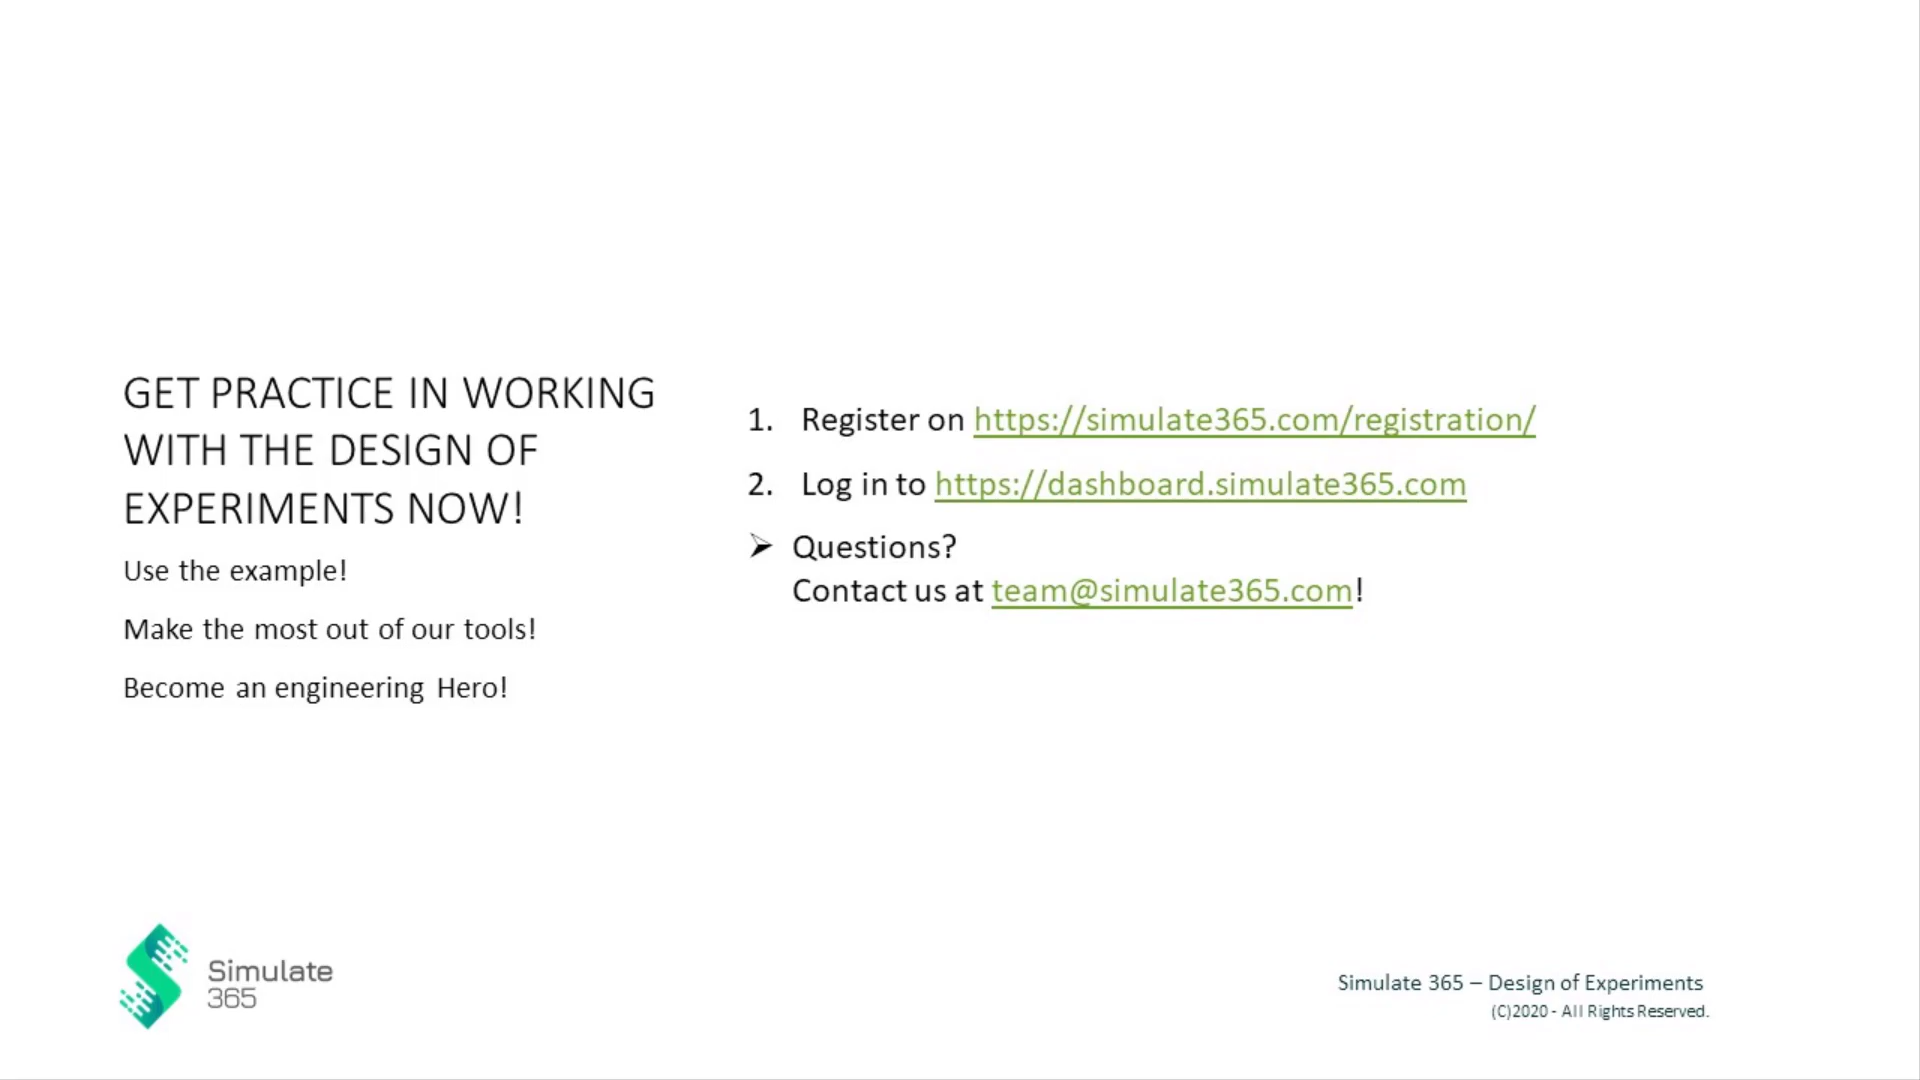 GET PRACTICE IN WORKING
WITH THE DESIGN OF
EXPERIMENTS NOW!
Use the example!
Make the most out of our tools!
Become an engineering Hero!
1. Register on https://simulate365.com/registration/
2. Log in to https://dashboard.simulate365.com
➢ Questions?
Contact us at team@simulate365.com!
Simulate
365
Simulate 365 – Design of Experiments
(C)2020 - All Rights Reserved.